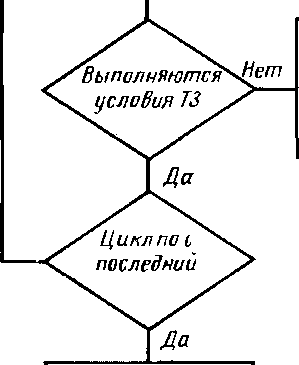 Выполняются
условия ТЗ
Нет
Да
Цикл по i
последний
Да